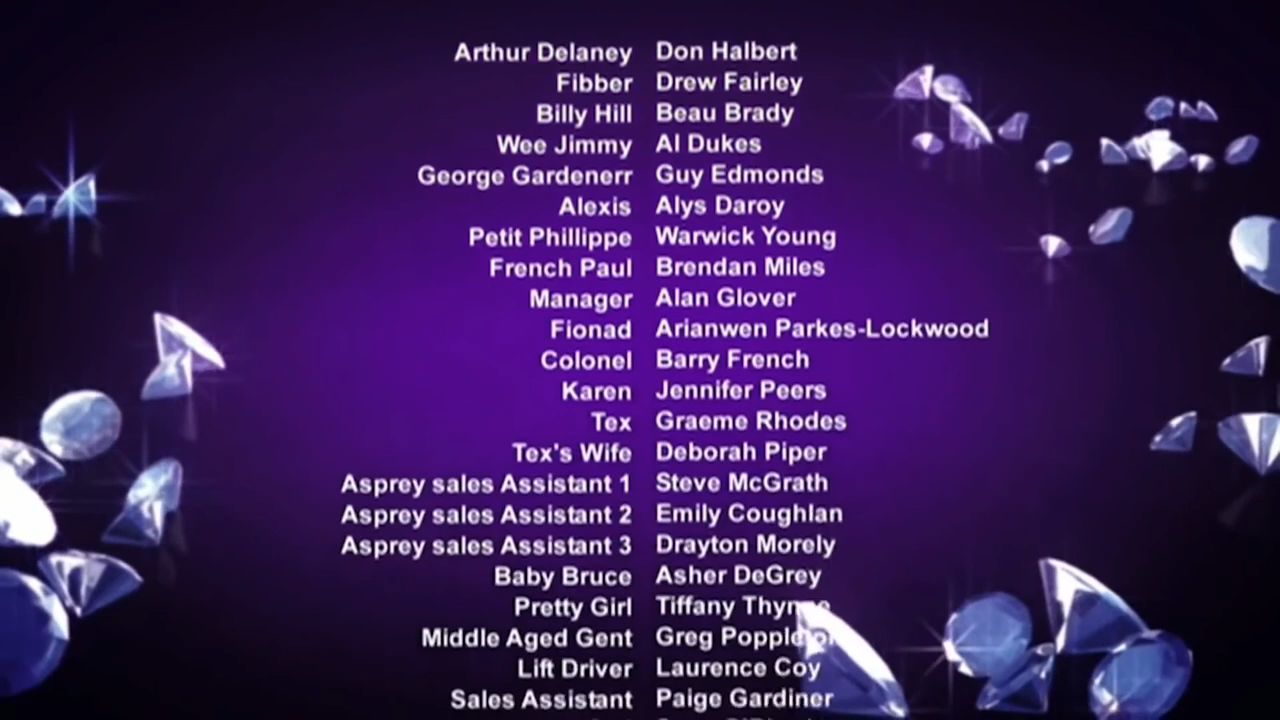 Arthur Delaney Don Halbert
Fibber Drew Fairley
Billy Hill Beau Brady
Wee Jimmy Al Dukes
George Gardenerr Guy Edmonds
Alexis Alys Daroy
Petit Phillippe Warwick Young
French Paul Brendan Miles
Manager Alan Glover
Fionad Arianwen Parkes-Lockwood
Colonel Barry French
Karen Jennifer Peers
Tex Graeme Rhodes
Tex's Wife Deborah Piper
Asprey sales Assistant 1 Steve McGrath
Asprey sales Assistant 2 Emily Coughlan
Asprey sales Assistant 3 Drayton Morely
Baby Bruce Asher DeGrey
Pretty Girl Tiffany
Middle Aged Gent Greg
Lift Driver Laurence Coy
Sales Assistant Paige Gardiner